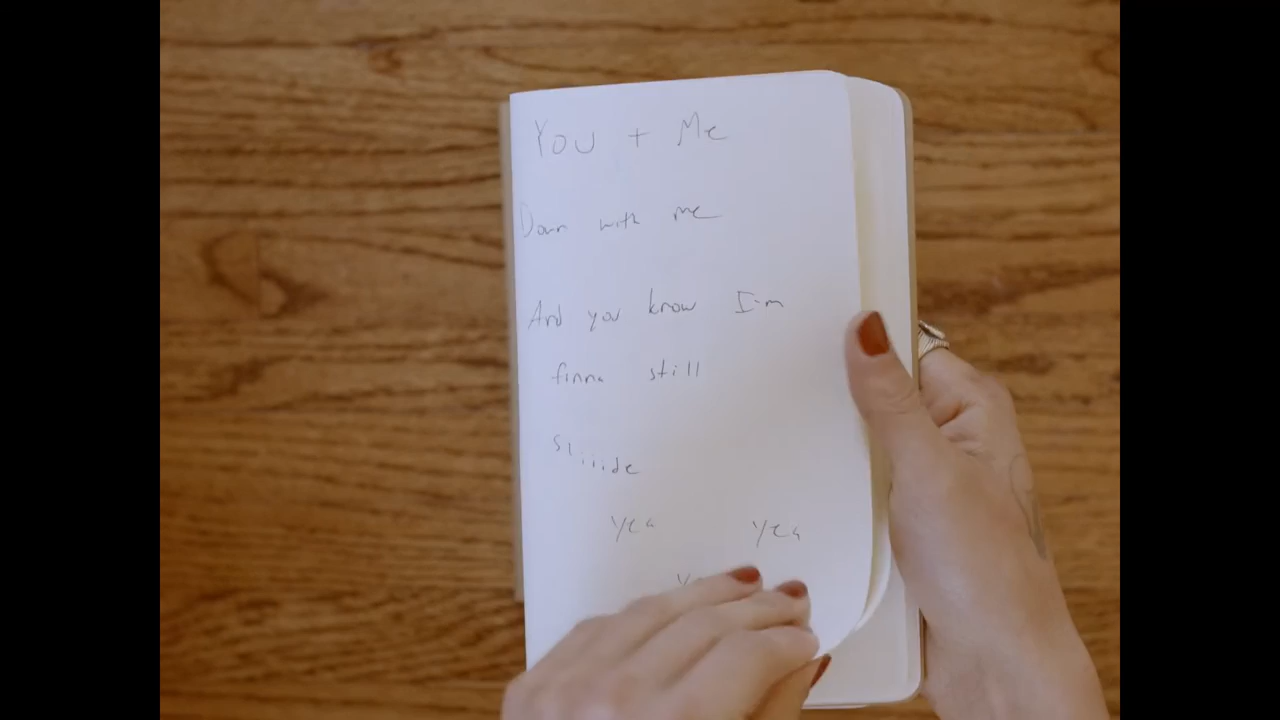 You + Me
Down with me
And you know I'm
finna still
sliiide
yea yea